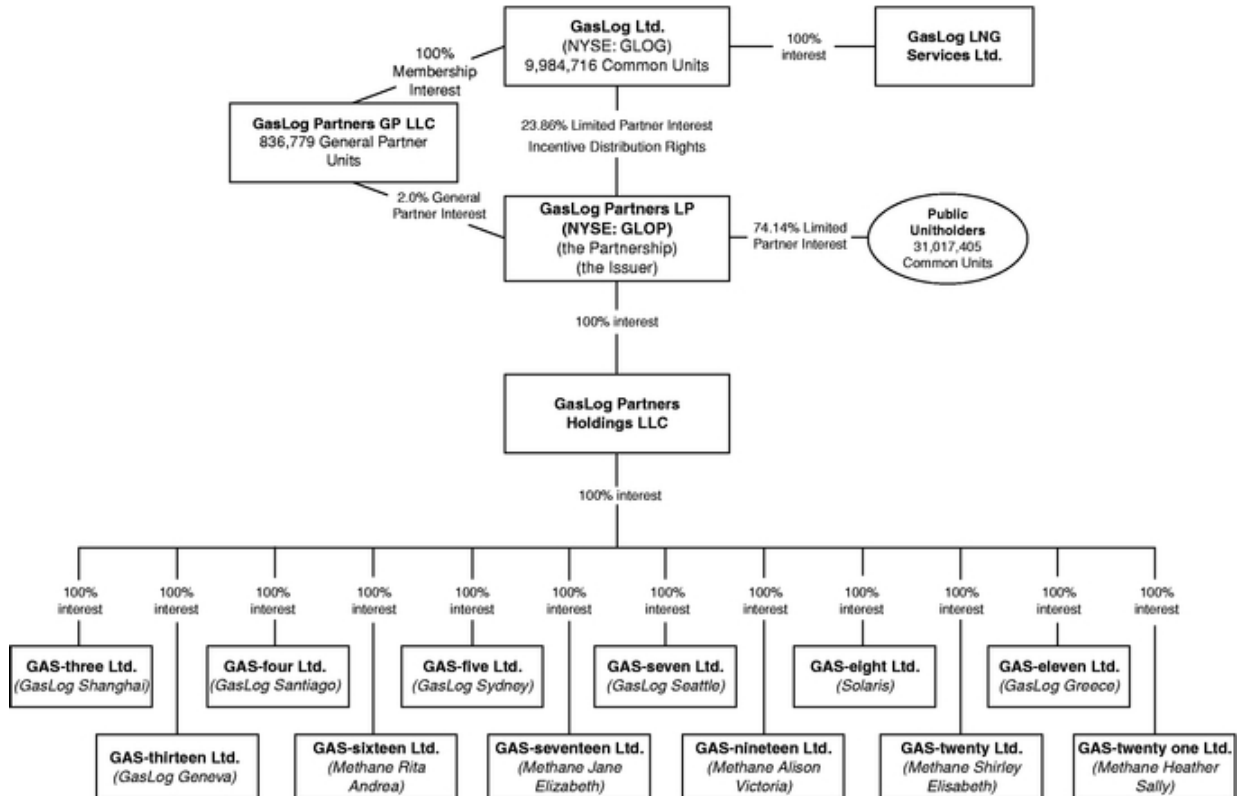 GasLog Ltd.
(NYSE: GLOG)
9,984,716 Common Units
100%
interest
GasLog LNG
Services Ltd.
100%
Membership
Interest
GasLog Partners GP LLC
836,779 General Partner
Units
23.86% Limited Partner Interest
Incentive Distribution Rights
2.0% General
Partner Interest
GasLog Partners LP
(NYSE: GLOP)
(the Partnership)
(the Issuer)
74.14% Limited
Partner Interest
Public
Unitholders
31,017,405
Common Units
100% interest
GasLog Partners
Holdings LLC
100% interest
100%
interest
100%
interest
100%
interest
100%
interest
100%
interest
100%
interest
100%
interest
100%
interest
100%
interest
100%
interest
100%
interest
100%
interest
GAS-three Ltd.
(GasLog Shanghai)
GAS-four Ltd.
(GasLog Santiago)
GAS-five Ltd.
(GasLog Sydney)
GAS-seven Ltd.
(GasLog Seattle)
GAS-eight Ltd.
(Solaris)
GAS-eleven Ltd.
(GasLog Greece)
GAS-thirteen Ltd.
(GasLog Geneva)
GAS-sixteen Ltd.
(Methane Rita
Andrea)
GAS-seventeen Ltd.
(Methane Jane
Elizabeth)
GAS-nineteen Ltd.
(Methane Alison
Victoria)
GAS-twenty Ltd.
(Methane Shirley
Elisabeth)
GAS-twenty one Ltd.
(Methane Heather
Sally)